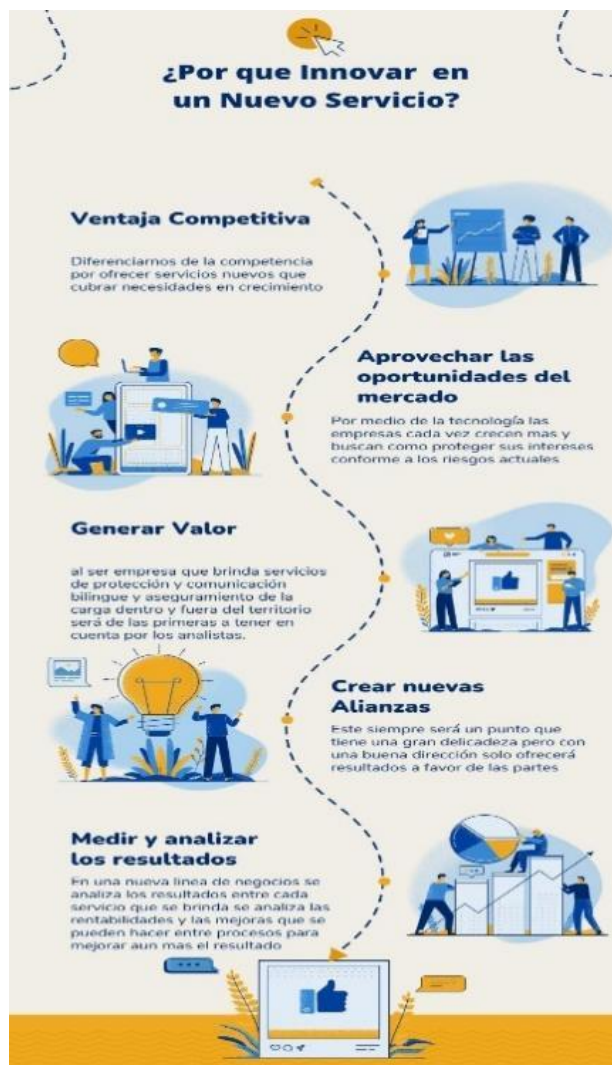 ¿Por que Innovar en
un Nuevo Servicio?
Ventaja Competitiva
Diferenciarnos de la competencia
por ofrecer servicios nuevos que
cubrar necesidades en crecimiento
Aprovechar las
oportunidades del
mercado
Por medio de la tecnología las
empresas cada vez crecen mas y
buscan como proteger sus intereses
conforme a los riesgos actuales
Generar Valor
al ser empresa que brinda servicios
de protección y comunicación
bilingue y aseguramiento de la
carga dentro y fuera del territorio
será de las primeras a tener en
cuenta por los analistas.
Crear nuevas
Alianzas
Este siempre será un punto que
tiene una gran delicadeza pero con
una buena dirección solo ofrecerá
resultados a favor de las partes
Medir y analizar
los resultados
En una nueva linea de negocios se
analiza los resultados entre cada
servicio que se brinda se analiza las
rentabilidades y las mejoras que se
pueden hacer entre procesos para
mejorar aun mas el resultado